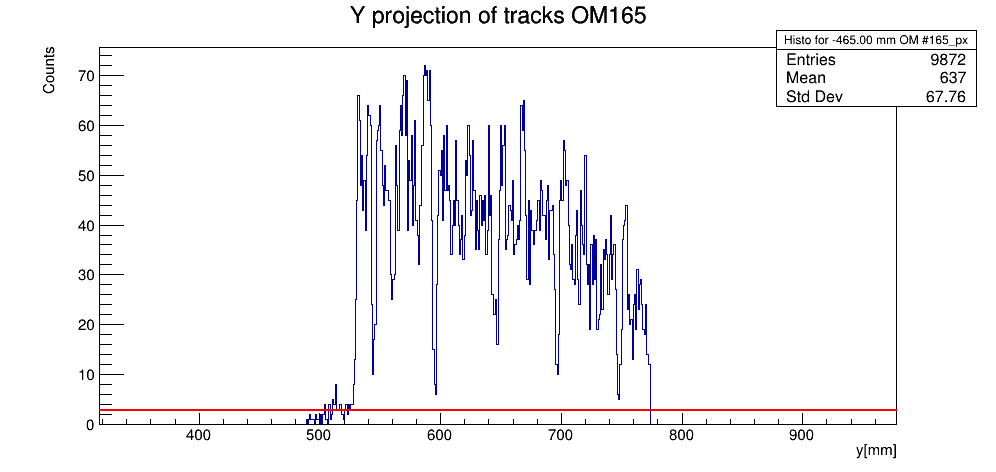 Y projection of tracks OM165
Histo for -465.00 mm OM #165_px
Entries 9872
Mean 637
Std Dev 67.76
Counts
70
60
50
40
30
20
10
0
400 500 600 700 800 900
y[mm]